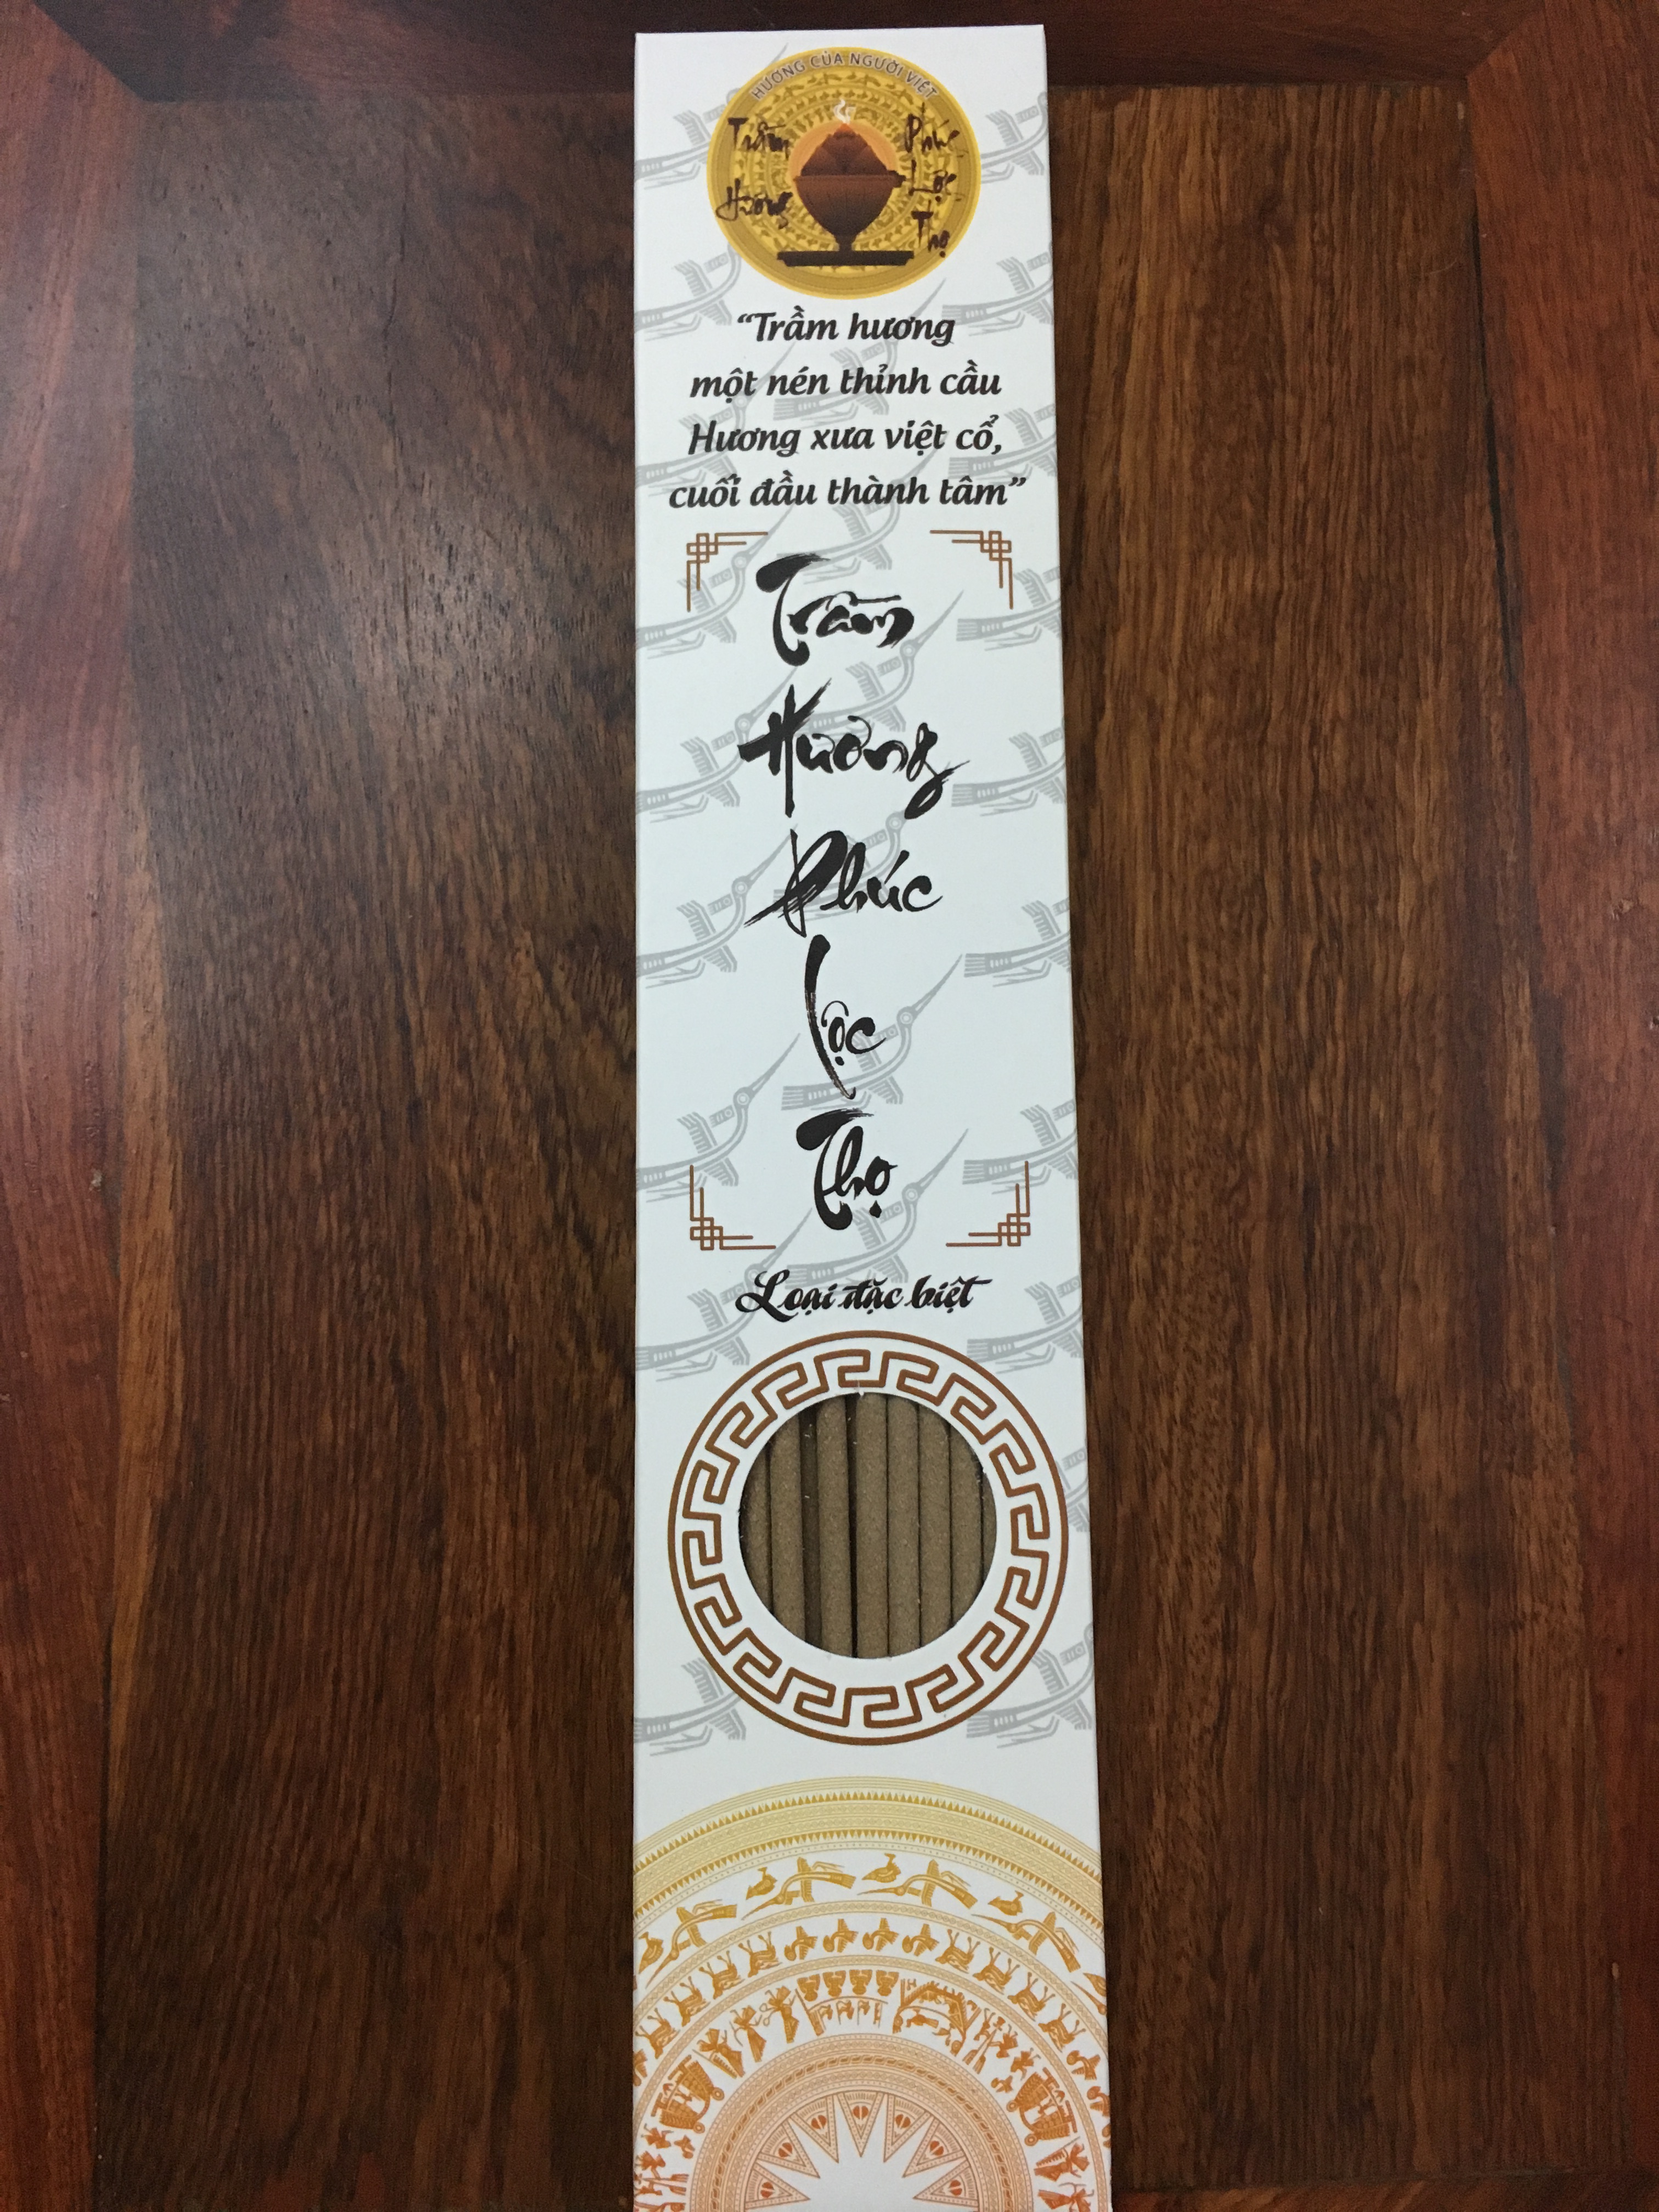 HƯƠNG CỦA NGƯỜI VIỆT
Trầm
Hương
Phúc
Lộc
Thọ
“Trầm hương
một nén thỉnh cầu
Hương xưa việt cổ,
cuối đầu thành tâm”
Trầm
Hương
Phúc
Lộc
Thọ
Loại đặc biệt